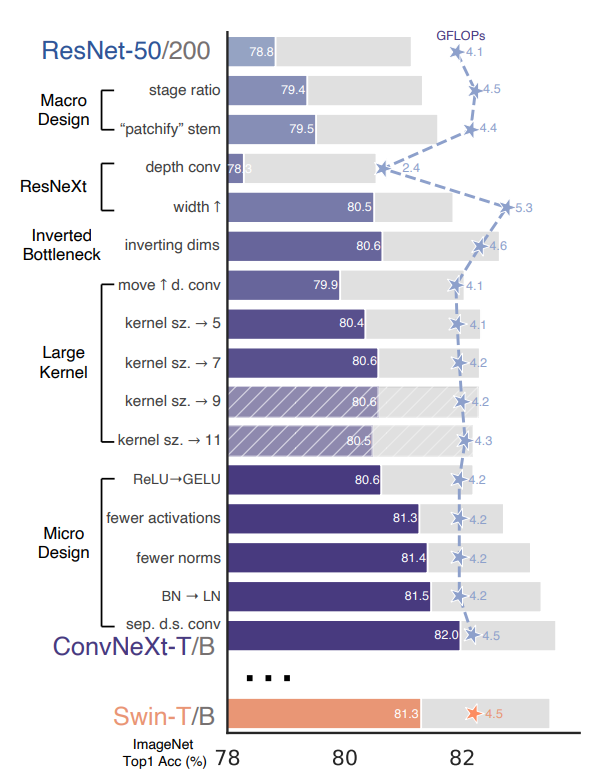 GFLOPs
ResNet-50/200 78.8 4.1
Macro Design
stage ratio 79.4 4.5
“patchify” stem 79.5 4.4
ResNeXt
depth conv 78.3 2.4
width ↑ 80.5 5.3
Inverted Bottleneck
inverting dims 80.6 4.6
Large Kernel
move ↑ d. conv 79.9 4.1
kernel sz. → 5 80.4 4.1
kernel sz. → 7 80.6 4.2
kernel sz. → 9 80.6 4.2
kernel sz. → 11 80.5 4.3
Micro Design
ReLU→GELU 80.6 4.2
fewer activations 81.3 4.2
fewer norms 81.4 4.2
BN → LN 81.5 4.2
sep. d.s. conv 82.0 4.5
ConvNeXt-T/B
...
Swin-T/B 81.3 4.5
ImageNet
Top1 Acc (%) 78 80 82